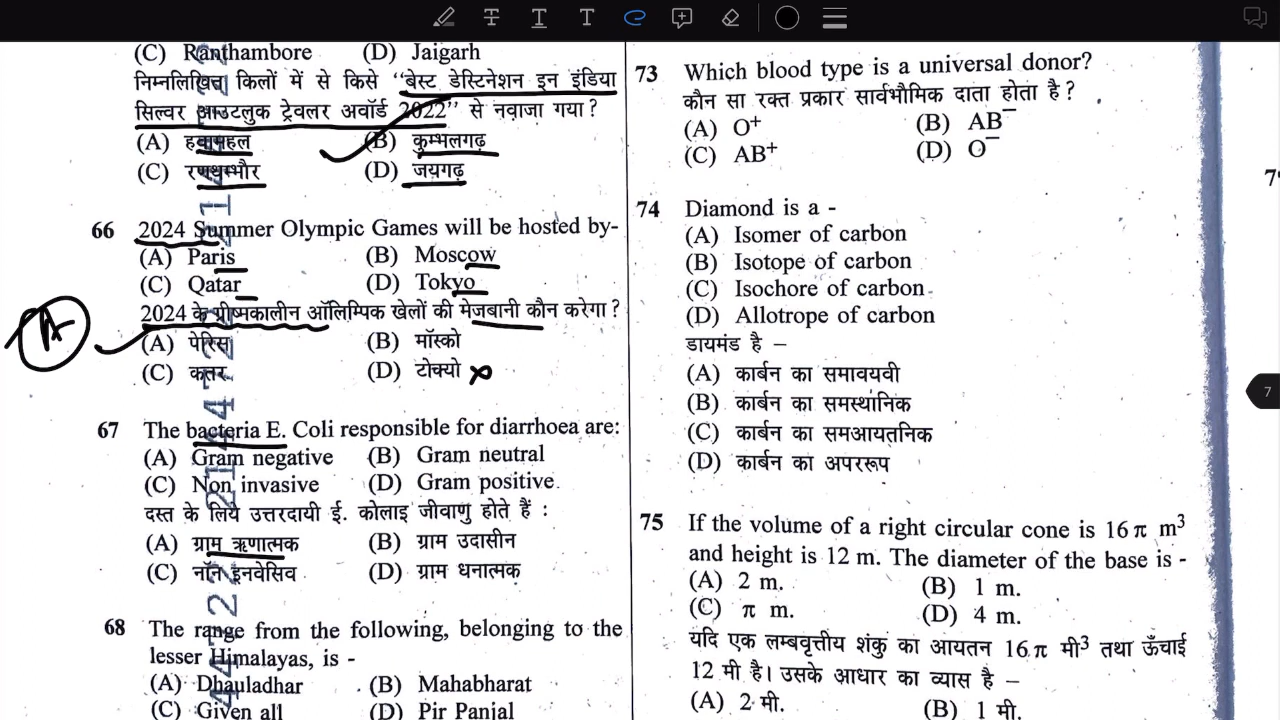 (C) Ranthambore (D) Jaigarh
निम्नलिखित किलों में से किसे “बेस्ट डेस्टिनेशन इन इंडिया
सिल्वर आउटलुक ट्रेवलर अवॉर्ड 2022” से नवाजा गया?
(A) हवामहल (B) कुम्भलगढ़
(C) रणथम्भौर (D) जयगढ़
66 2024 Summer Olympic Games will be hosted by-
(A) Paris (B) Moscow
(C) Qatar (D) Tokyo
2024 के ग्रीष्मकालीन ऑलिम्पिक खेलों की मेजबानी कौन करेगा?
A
(A) पेरिस (B) मॉस्को
(C) कतर (D) टोक्यो
67 The bacteria E. Coli responsible for diarrhoea are:
(A) Gram negative (B) Gram neutral
(C) Non invasive (D) Gram positive.
दस्त के लिये उत्तरदायी ई. कोलाइ जीवाणु होते हैं :
(A) ग्राम ऋणात्मक (B) ग्राम उदासीन
(C) नॉन इनवेसिव (D) ग्राम धनात्मक
68 The range from the following, belonging to the
lesser Himalayas, is -
(A) Dhauladhar (B) Mahabharat
(C) Given all (D) Pir Panjal
73 Which blood type is a universal donor?
कौन सा रक्त प्रकार सार्वभौमिक दाता होता है?
(A) O⁺ (B) AB⁻
(C) AB⁺ (D) O⁻
74 Diamond is a -
(A) Isomer of carbon
(B) Isotope of carbon
(C) Isochore of carbon
(D) Allotrope of carbon
डायमंड है –
(A) कार्बन का समावयवी
(B) कार्बन का समस्थानिक
(C) कार्बन का समआयतनिक
(D) कार्बन का अपररूप
75 If the volume of a right circular cone is 16 π m³
and height is 12 m. The diameter of the base is -
(A) 2 m. (B) 1 m.
(C) π m. (D) 4 m.
यदि एक लम्बवृत्तीय शंकु का आयतन 16 π मी³ तथा ऊँचाई
12 मी है। उसके आधार का व्यास है –
(A) 2 मी. (B) 1 मी.
7